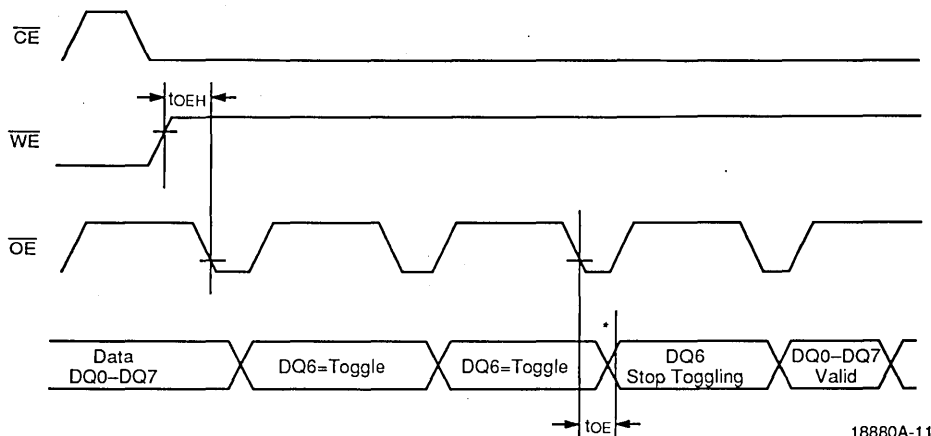 CE
tOEH
WE
OE
*
Data
DQ0–DQ7
DQ6=Toggle
DQ6=Toggle
DQ6
Stop Toggling
DQ0–DQ7
Valid
tOE
18880A-11